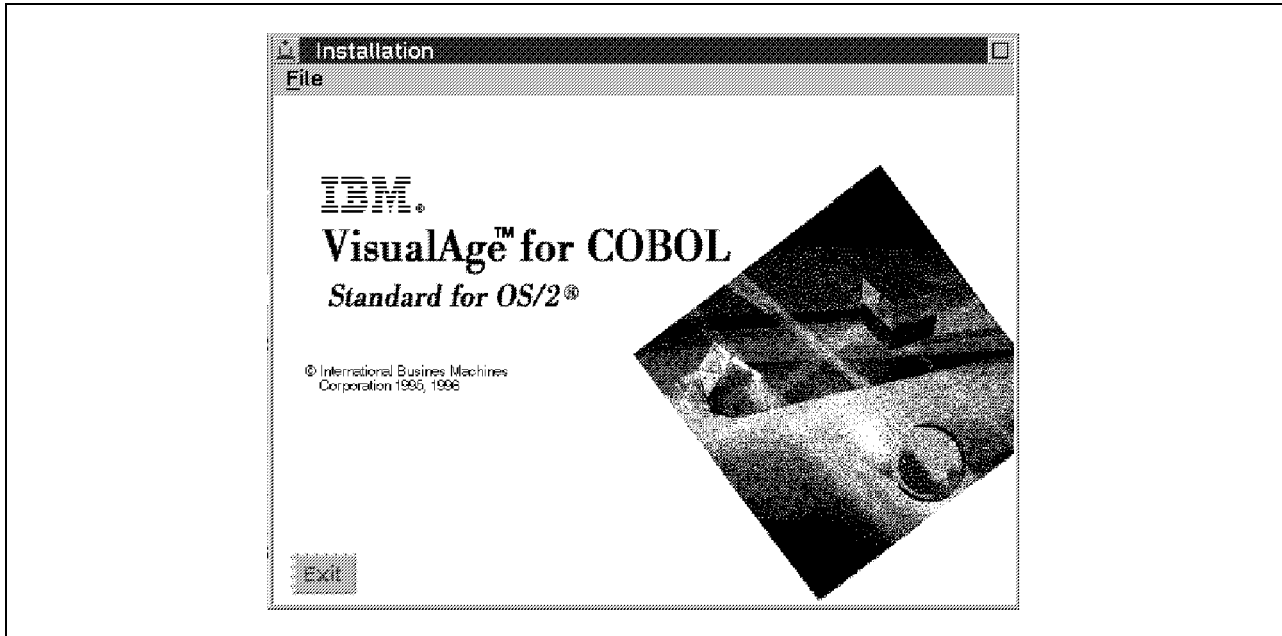 Installation
File
IBM®
VisualAge™ for COBOL
Standard for OS/2®
© International Busines Machines
Corporation 1995, 1996
Exit